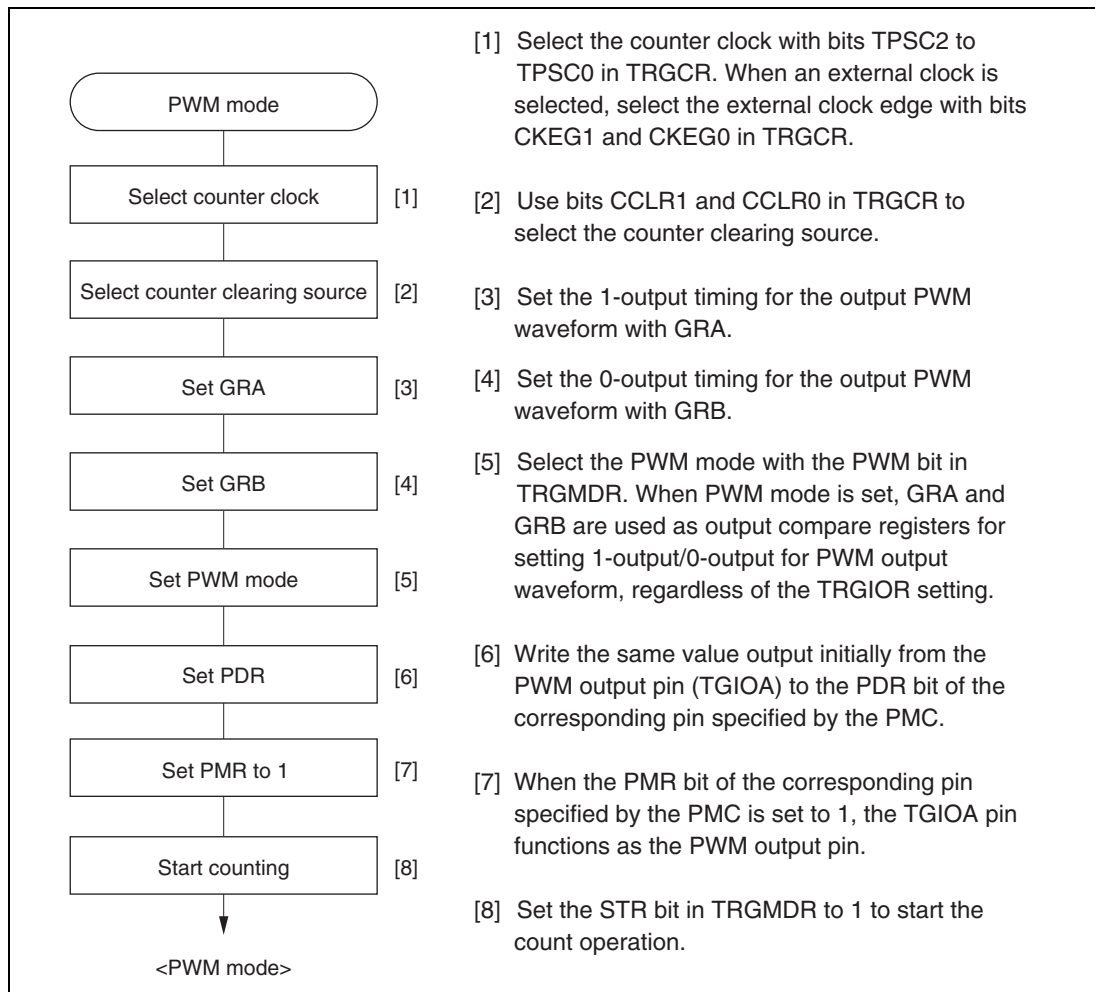 PWM mode
Select counter clock
[1]
Select counter clearing source
[2]
Set GRA
[3]
Set GRB
[4]
Set PWM mode
[5]
Set PDR
[6]
Set PMR to 1
[7]
Start counting
[8]
<PWM mode>
[1] Select the counter clock with bits TPSC2 to
TPSC0 in TRGCR. When an external clock is
selected, select the external clock edge with bits
CKEG1 and CKEG0 in TRGCR.
[2] Use bits CCLR1 and CCLR0 in TRGCR to
select the counter clearing source.
[3] Set the 1-output timing for the output PWM
waveform with GRA.
[4] Set the 0-output timing for the output PWM
waveform with GRB.
[5] Select the PWM mode with the PWM bit in
TRGMDR. When PWM mode is set, GRA and
GRB are used as output compare registers for
setting 1-output/0-output for PWM output
waveform, regardless of the TRGIOR setting.
[6] Write the same value output initially from the
PWM output pin (TGIOA) to the PDR bit of the
corresponding pin specified by the PMC.
[7] When the PMR bit of the corresponding pin
specified by the PMC is set to 1, the TGIOA pin
functions as the PWM output pin.
[8] Set the STR bit in TRGMDR to 1 to start the
count operation.